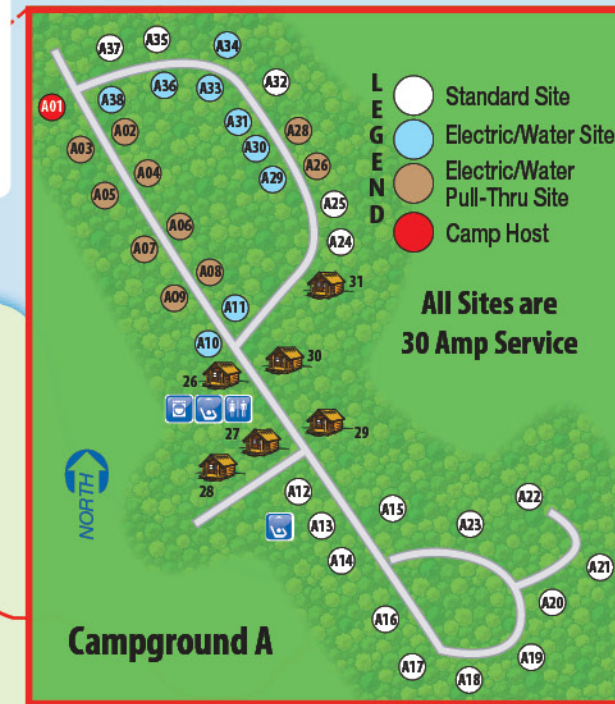 LEGEND
Standard Site
Electric/Water Site
Electric/Water
Pull-Thru Site
Camp Host
All Sites are
30 Amp Service
A37
A35
A34
A32
A01
A38
A36
A33
A02
A31
A28
A03
A30
A26
A04
A29
A05
A25
A06
A24
A07
A08
31
A09
A11
A10
30
26
27
29
28
NORTH
A12
A13
A14
A15
A22
A23
A21
A20
A16
A19
A17
A18
Campground A